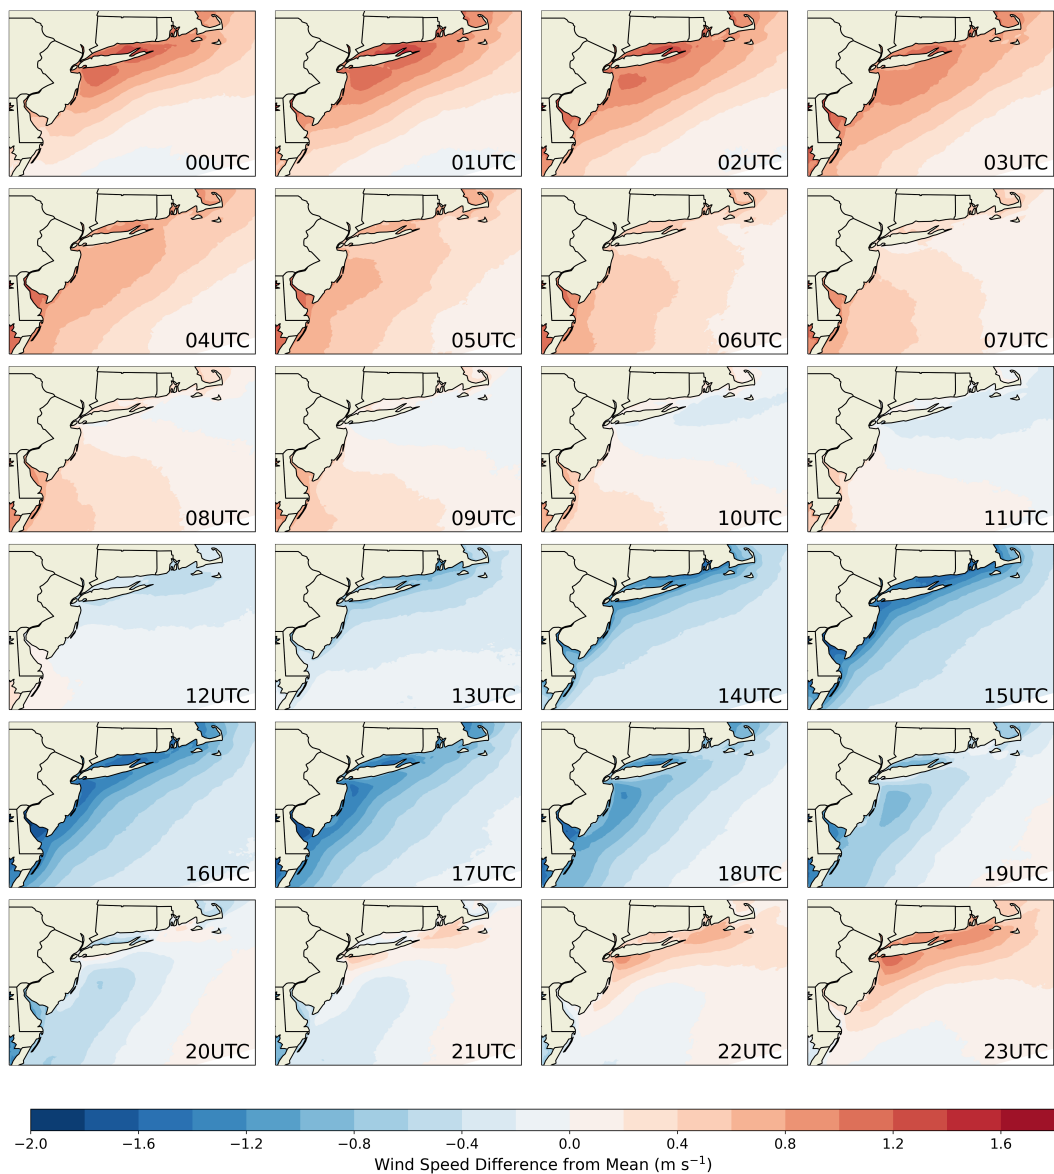 00UTC
01UTC
02UTC
03UTC
04UTC
05UTC
06UTC
07UTC
08UTC
09UTC
10UTC
11UTC
12UTC
13UTC
14UTC
15UTC
16UTC
17UTC
18UTC
19UTC
20UTC
21UTC
22UTC
23UTC
−2.0 −1.6 −1.2 −0.8 −0.4 0.0 0.4 0.8 1.2 1.6
Wind Speed Difference from Mean (m s⁻¹)